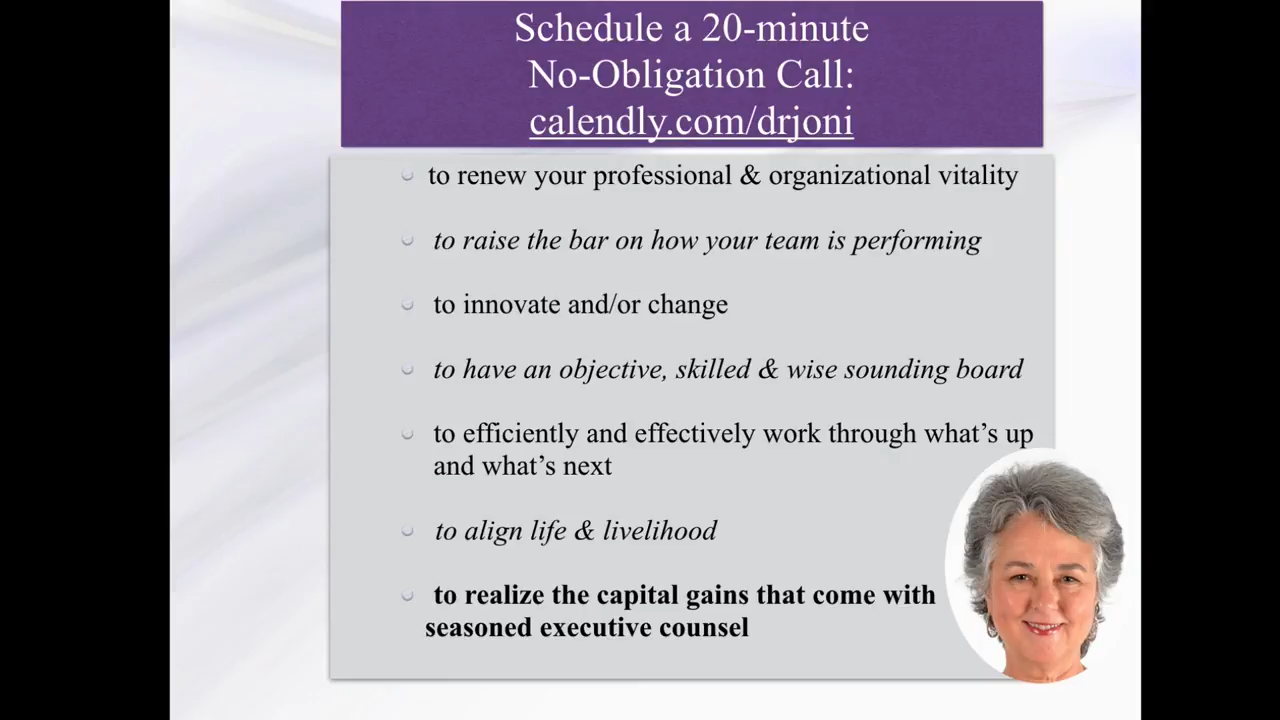 Schedule a 20-minute
No-Obligation Call:
calendly.com/drjoni
to renew your professional & organizational vitality
to raise the bar on how your team is performing
to innovate and/or change
to have an objective, skilled & wise sounding board
to efficiently and effectively work through what’s up
and what’s next
to align life & livelihood
to realize the capital gains that come with
seasoned executive counsel